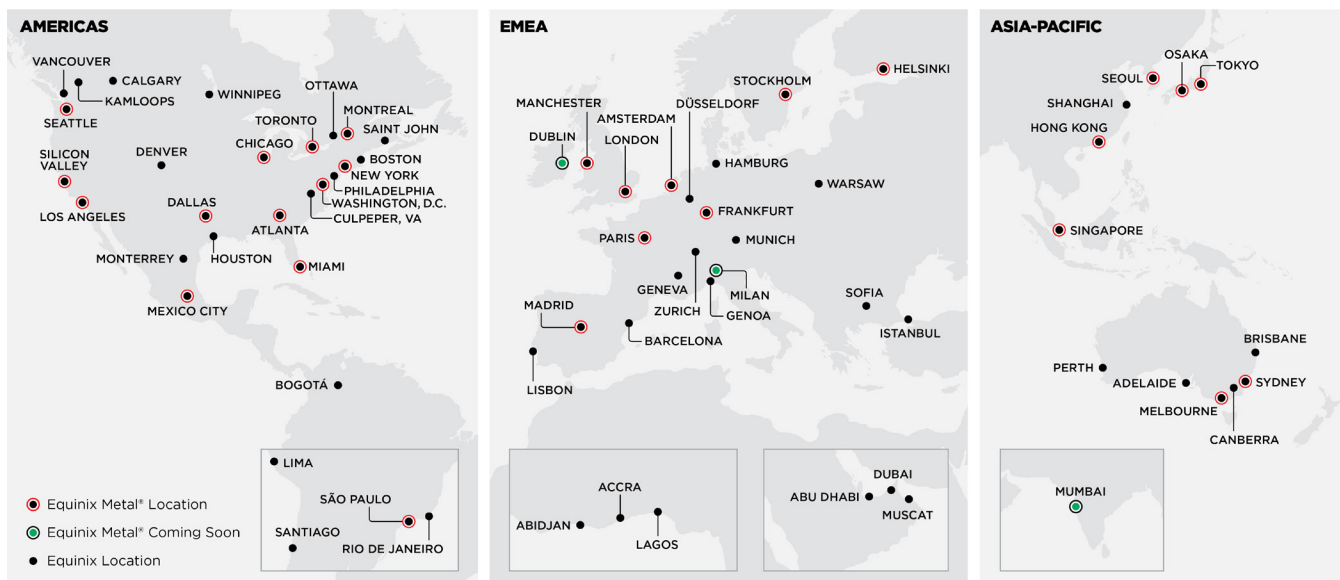 AMERICAS
VANCOUVER
CALGARY
KAMLOOPS
WINNIPEG
OTTAWA
SEATTLE
TORONTO
MONTREAL
SAINT JOHN
CHICAGO
SILICON
VALLEY
DENVER
BOSTON
NEW YORK
PHILADELPHIA
WASHINGTON, D.C.
CULPEPER, VA
LOS ANGELES
DALLAS
ATLANTA
MONTERREY
HOUSTON
MIAMI
MEXICO CITY
BOGOTÁ
LIMA
SÃO PAULO
SANTIAGO
RIO DE JANEIRO
Equinix Metal® Location
Equinix Metal® Coming Soon
Equinix Location
EMEA
HELSINKI
STOCKHOLM
MANCHESTER
DÜSSELDORF
AMSTERDAM
DUBLIN
LONDON
HAMBURG
WARSAW
FRANKFURT
PARIS
MUNICH
GENEVA
MILAN
ZURICH
GENOA
MADRID
SOFIA
ISTANBUL
BARCELONA
LISBON
ACCRA
ABIDJAN
LAGOS
DUBAI
ABU DHABI
MUSCAT
ASIA-PACIFIC
OSAKA
TOKYO
SEOUL
SHANGHAI
HONG KONG
SINGAPORE
BRISBANE
PERTH
ADELAIDE
SYDNEY
MELBOURNE
CANBERRA
MUMBAI